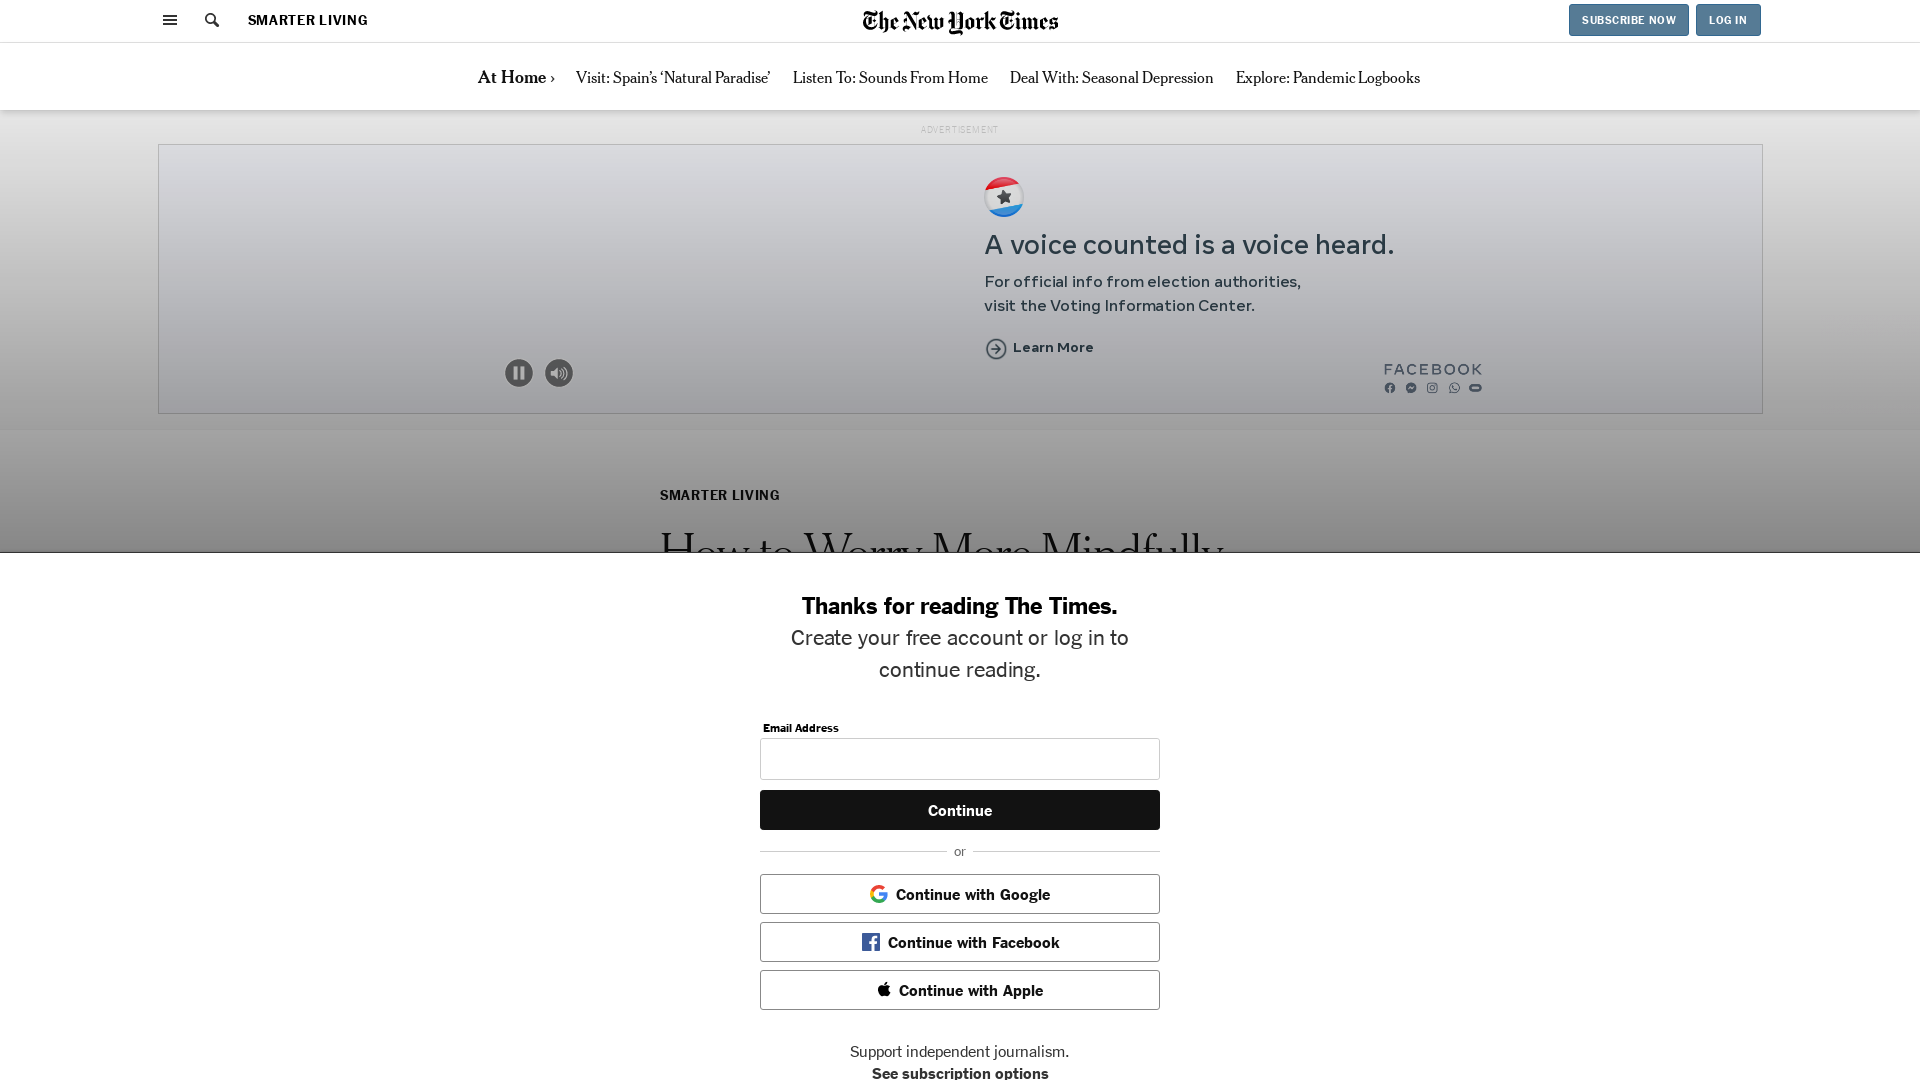 SMARTER LIVING
The New York Times
SUBSCRIBE NOW
LOG IN
At Home ›
Visit: Spain’s ‘Natural Paradise’
Listen To: Sounds From Home
Deal With: Seasonal Depression
Explore: Pandemic Logbooks
ADVERTISEMENT
A voice counted is a voice heard.
For official info from election authorities,
visit the Voting Information Center.
Learn More
FACEBOOK
SMARTER LIVING
How to Worry More Mindfully
Thanks for reading The Times.
Create your free account or log in to
continue reading.
Email Address
Continue
or
Continue with Google
Continue with Facebook
Continue with Apple
Support independent journalism.
See subscription options